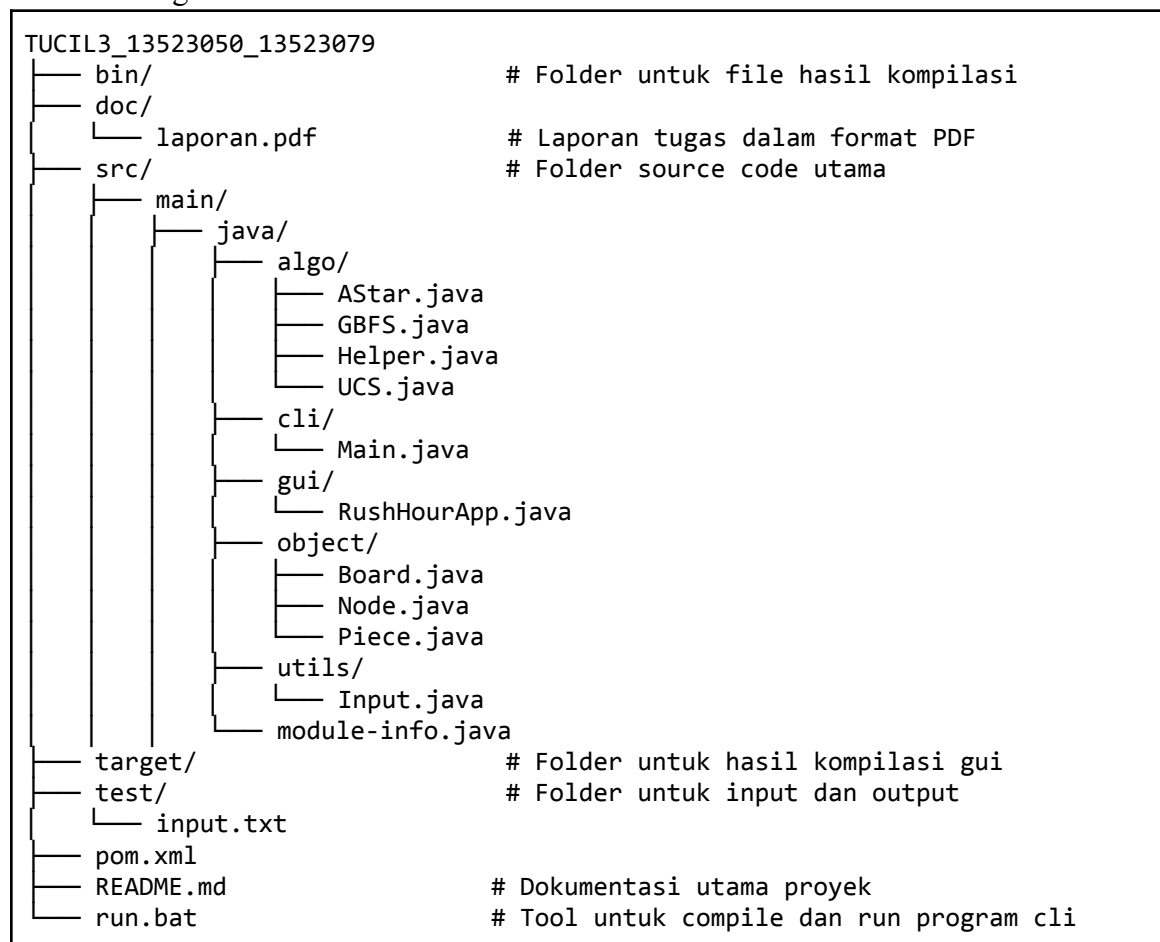 TUCIL3_13523050_13523079
├── bin/ # Folder untuk file hasil kompilasi
├── doc/
│ └── laporan.pdf # Laporan tugas dalam format PDF
├── src/ # Folder source code utama
│ ├── main/
│ │ ├── java/
│ │ │ ├── algo/
│ │ │ │ ├── AStar.java
│ │ │ │ ├── GBFS.java
│ │ │ │ ├── Helper.java
│ │ │ │ └── UCS.java
│ │ │ ├── cli/
│ │ │ │ └── Main.java
│ │ │ ├── gui/
│ │ │ │ └── RushHourApp.java
│ │ │ ├── object/
│ │ │ │ ├── Board.java
│ │ │ │ ├── Node.java
│ │ │ │ └── Piece.java
│ │ │ ├── utils/
│ │ │ │ └── Input.java
│ │ │ └── module-info.java
├── target/ # Folder untuk hasil kompilasi gui
├── test/ # Folder untuk input dan output
│ └── input.txt
├── pom.xml
├── README.md # Dokumentasi utama proyek
└── run.bat # Tool untuk compile dan run program cli